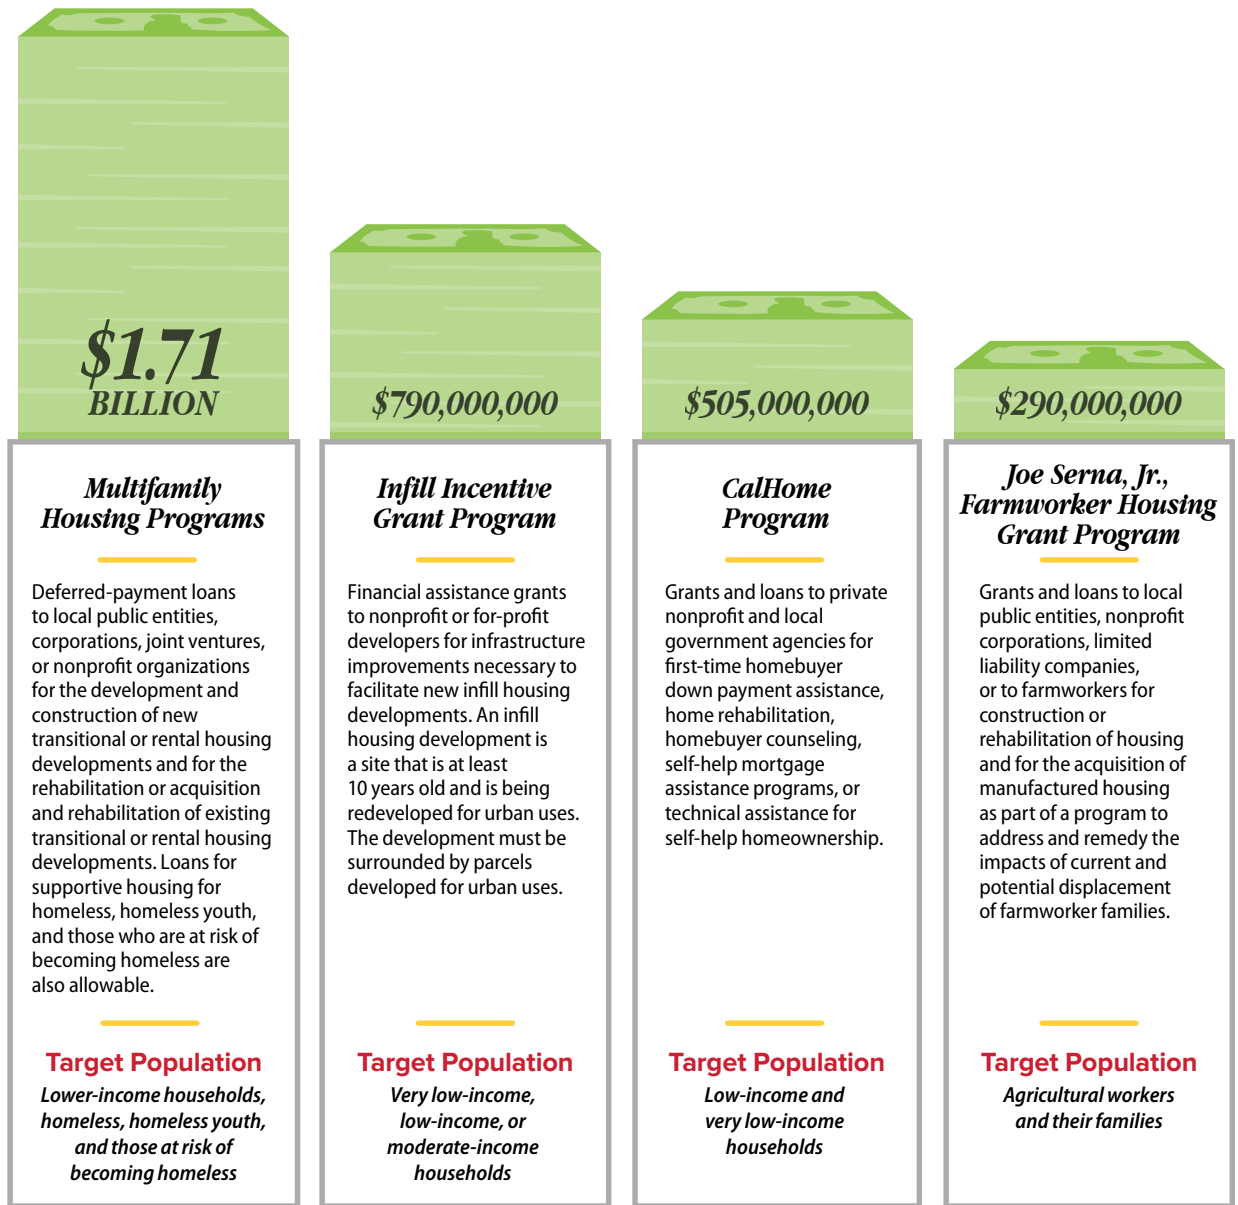 $1.71
BILLION
Multifamily
Housing Programs
Deferred-payment loans
to local public entities,
corporations, joint ventures,
or nonprofit organizations
for the development and
construction of new
transitional or rental housing
developments and for the
rehabilitation or acquisition
and rehabilitation of existing
transitional or rental housing
developments. Loans for
supportive housing for
homeless, homeless youth,
and those who are at risk of
becoming homeless are
also allowable.
Target Population
Lower-income households,
homeless, homeless youth,
and those at risk of
becoming homeless
$790,000,000
Infill Incentive
Grant Program
Financial assistance grants
to nonprofit or for-profit
developers for infrastructure
improvements necessary to
facilitate new infill housing
developments. An infill
housing development is
a site that is at least
10 years old and is being
redeveloped for urban uses.
The development must be
surrounded by parcels
developed for urban uses.
Target Population
Very low-income,
low-income, or
moderate-income
households
$505,000,000
CalHome
Program
Grants and loans to private
nonprofit and local
government agencies for
first-time homebuyer
down payment assistance,
home rehabilitation,
homebuyer counseling,
self-help mortgage
assistance programs, or
technical assistance for
self-help homeownership.
Target Population
Low-income and
very low-income
households
$290,000,000
Joe Serna, Jr.,
Farmworker Housing
Grant Program
Grants and loans to local
public entities, nonprofit
corporations, limited
liability companies,
or to farmworkers for
construction or
rehabilitation of housing
and for the acquisition of
manufactured housing
as part of a program to
address and remedy the
impacts of current and
potential displacement
of farmworker families.
Target Population
Agricultural workers
and their families